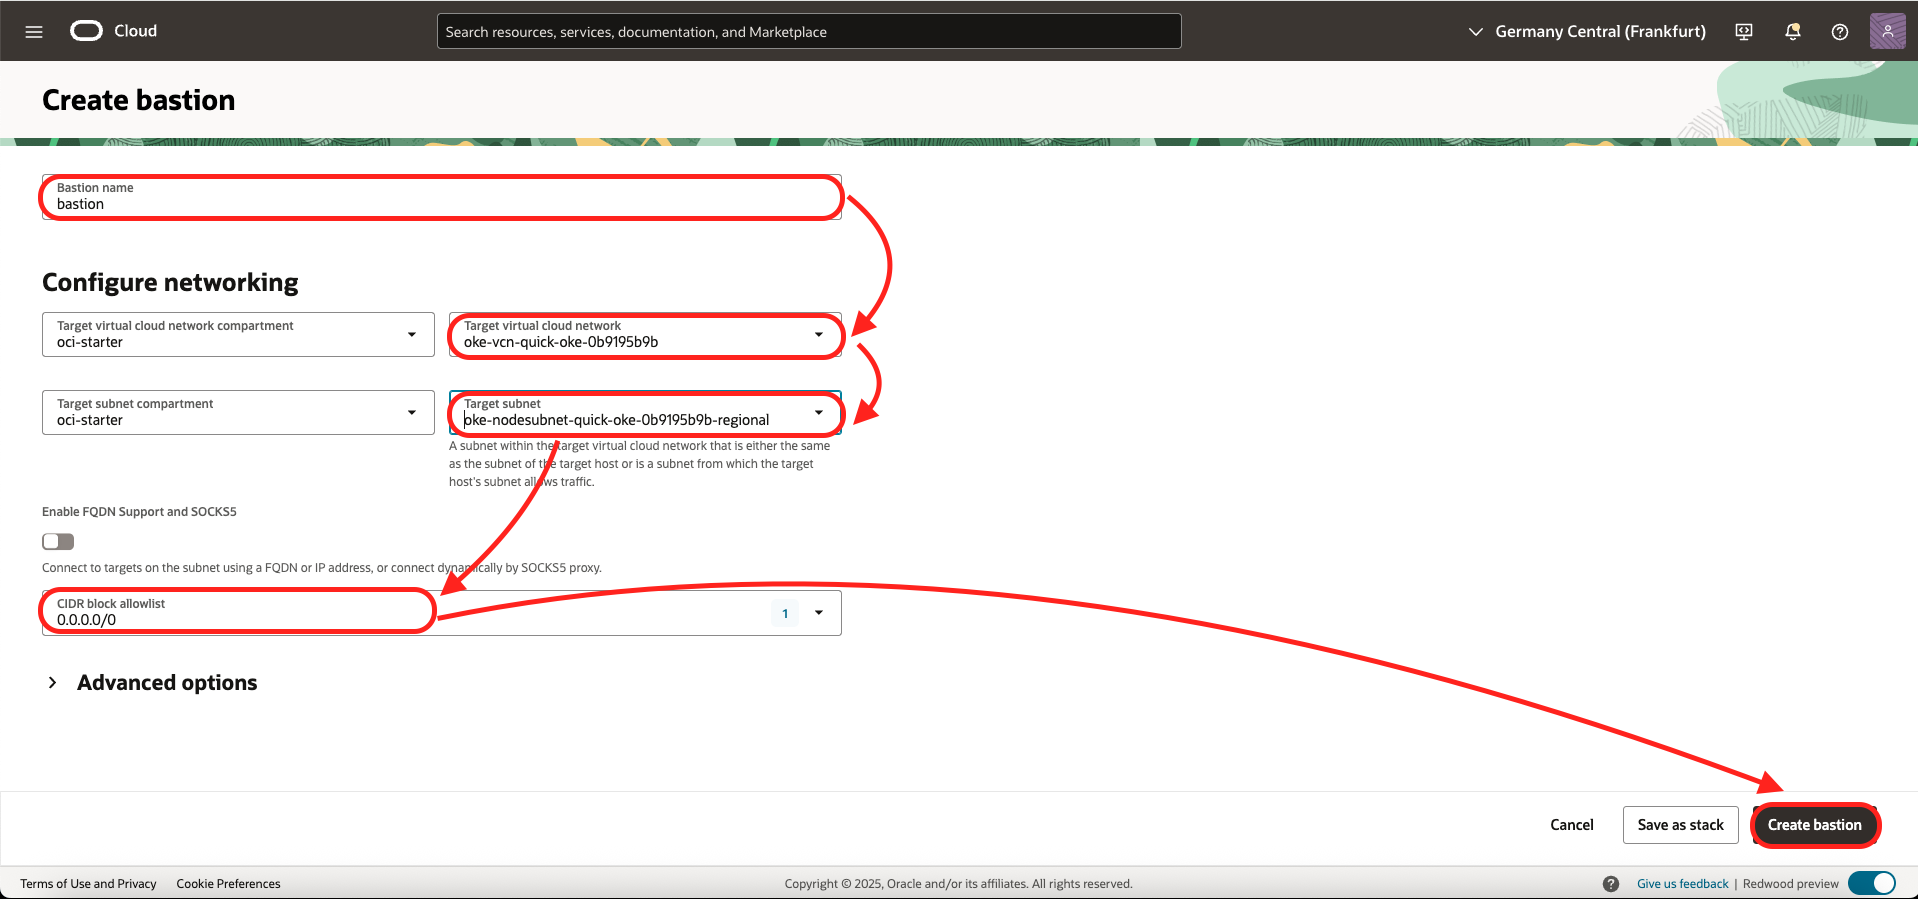 Cloud
Search resources, services, documentation, and Marketplace
Germany Central (Frankfurt)
Create bastion
Bastion name
bastion
Configure networking
Target virtual cloud network compartment
oci-starter
Target virtual cloud network
oke-vcn-quick-oke-0b9195b9b
Target subnet compartment
oci-starter
Target subnet
oke-nodesubnet-quick-oke-0b9195b9b-regional
A subnet within the target virtual cloud network that is either the same
as the subnet of the target host or is a subnet from which the target
host's subnet allows traffic.
Enable FQDN Support and SOCKS5
Connect to targets on the subnet using a FQDN or IP address, or connect dynamically by SOCKS5 proxy.
CIDR block allowlist
0.0.0.0/0
1
Advanced options
Cancel
Save as stack
Create bastion
Terms of Use and Privacy
Cookie Preferences
Copyright © 2025, Oracle and/or its affiliates. All rights reserved.
Give us feedback | Redwood preview